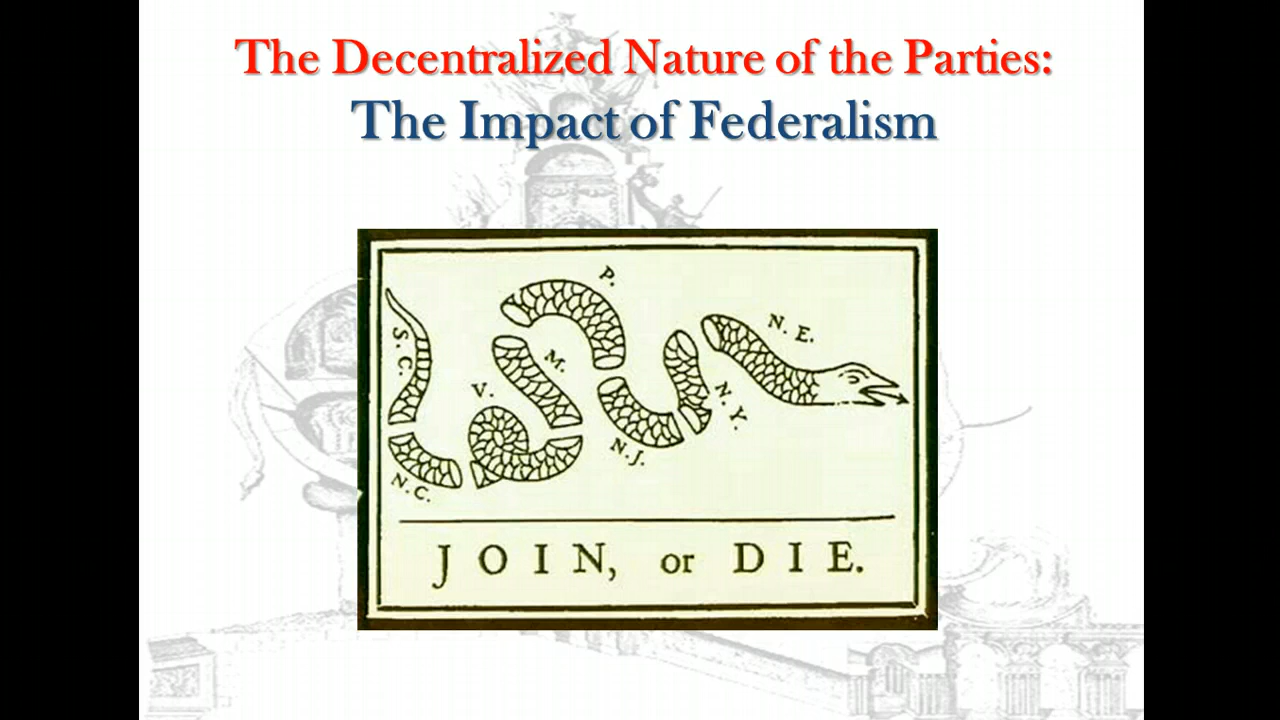 The Decentralized Nature of the Parties:
The Impact of Federalism
S. C.
N. C.
V.
M.
P.
N. J.
N. Y.
N. E.
JOIN, or DIE.